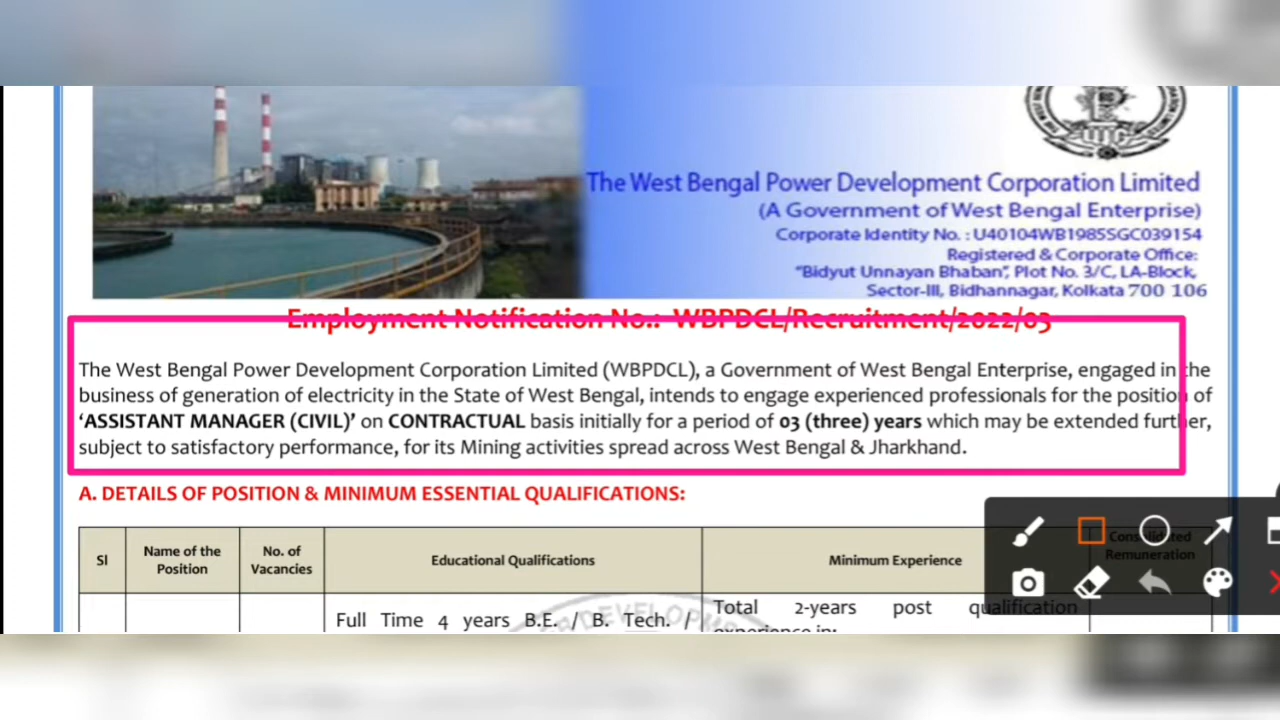 The West Bengal Power Development Corporation Limited
(A Government of West Bengal Enterprise)
Corporate Identity No. : U40104WB1985SGC039154
Registered & Corporate Office:
"Bidyut Unnayan Bhaban", Plot No. 3/C, LA-Block,
Sector-III, Bidhannagar, Kolkata 700 106
Employment Notification No.: WBPDCL/Recruitment/2022/03
The West Bengal Power Development Corporation Limited (WBPDCL), a Government of West Bengal Enterprise, engaged in the
business of generation of electricity in the State of West Bengal, intends to engage experienced professionals for the position of
‘ASSISTANT MANAGER (CIVIL)’ on CONTRACTUAL basis initially for a period of 03 (three) years which may be extended further,
subject to satisfactory performance, for its Mining activities spread across West Bengal & Jharkhand.
A. DETAILS OF POSITION & MINIMUM ESSENTIAL QUALIFICATIONS:
Sl
Name of the
Position
No. of
Vacancies
Educational Qualifications
Minimum Experience
Consolidated
Remuneration
Full Time 4 years B.E. / B. Tech. /
Total 2-years post qualification
experience in: